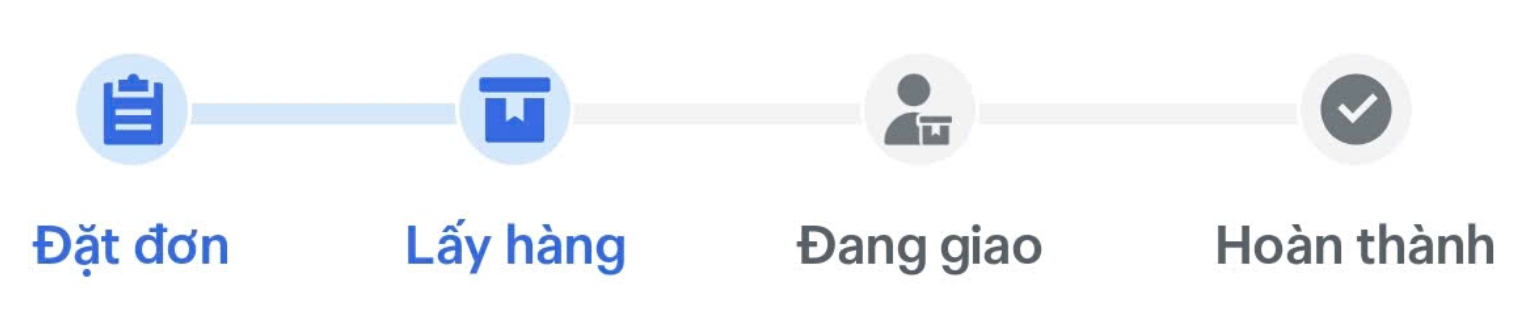 Đặt đơn
Lấy hàng
Đang giao
Hoàn thành